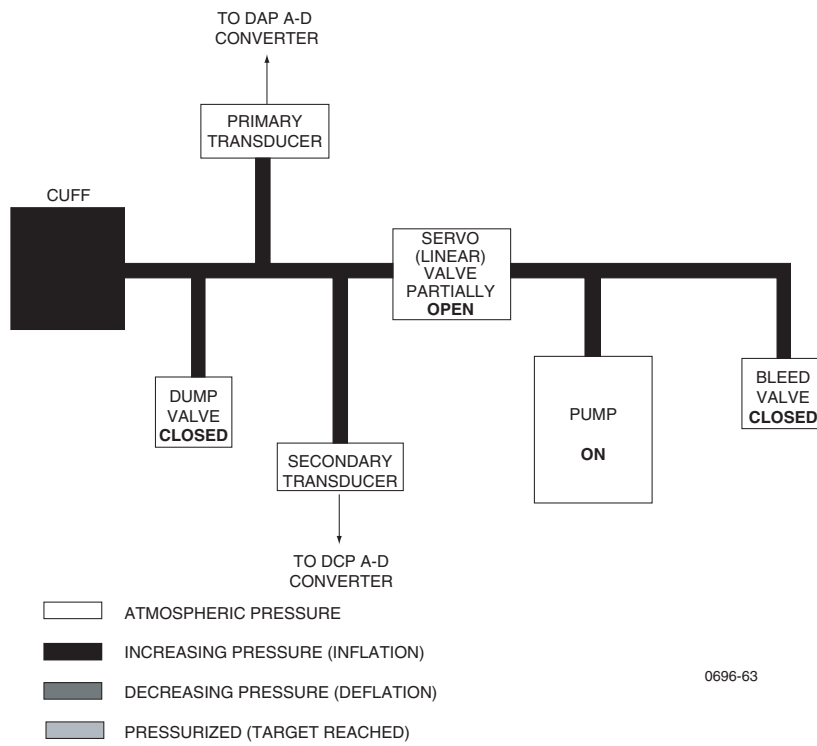 TO DAP A-D
CONVERTER
PRIMARY
TRANSDUCER
CUFF
SERVO
(LINEAR)
VALVE
PARTIALLY
OPEN
DUMP
VALVE
CLOSED
PUMP
ON
BLEED
VALVE
CLOSED
SECONDARY
TRANSDUCER
TO DCP A-D
CONVERTER
ATMOSPHERIC PRESSURE
INCREASING PRESSURE (INFLATION)
DECREASING PRESSURE (DEFLATION)
PRESSURIZED (TARGET REACHED)
0696-63